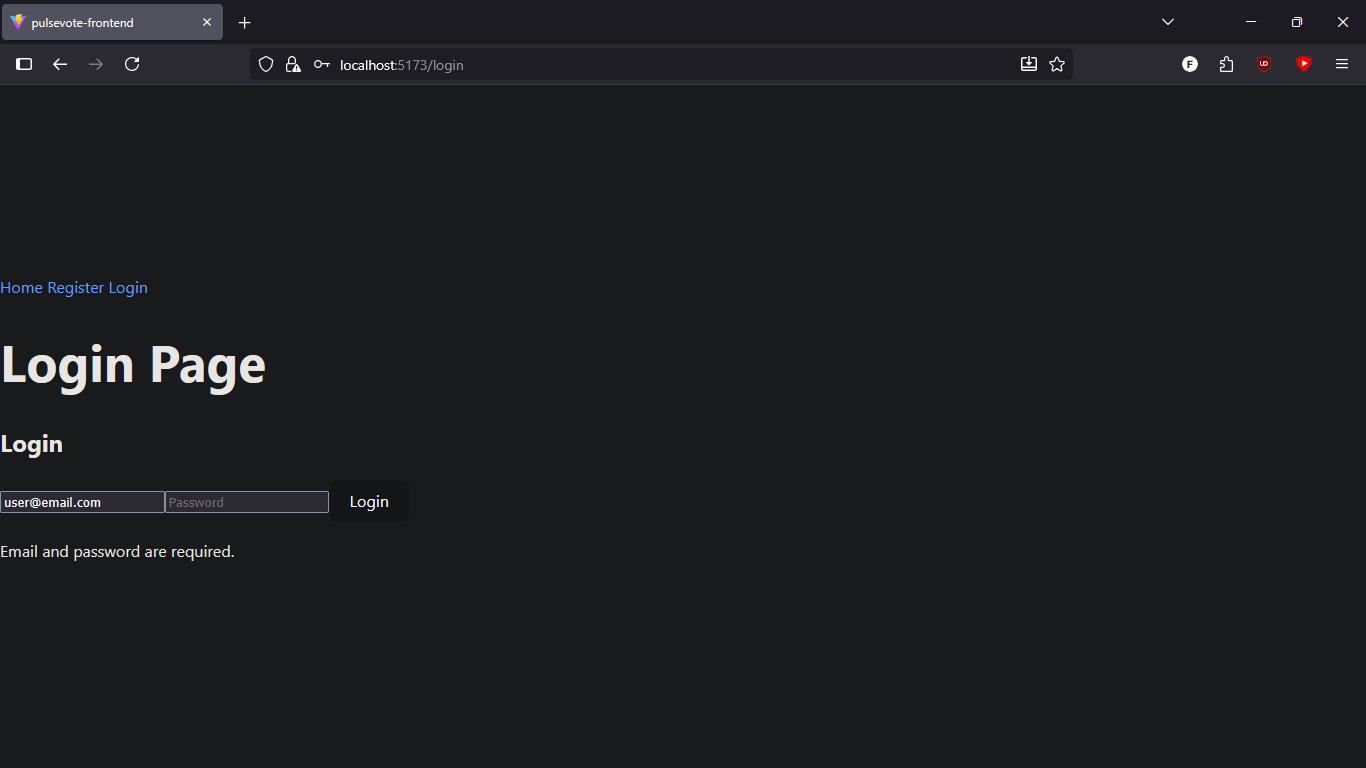 pulsevote-frontend
localhost:5173/login
Home Register Login
Login Page
Login
user@email.com Password Login
Email and password are required.